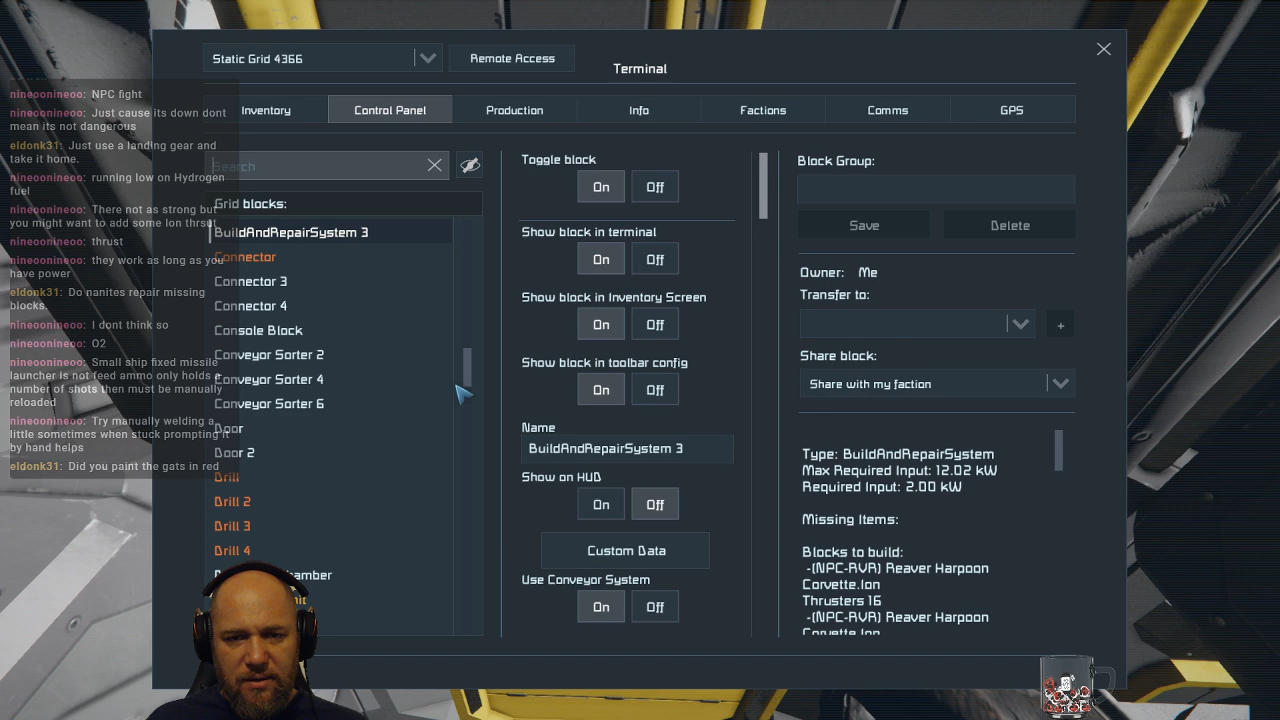 Static Grid 4366
Remote Access
Terminal
Inventory
Control Panel
Production
Info
Factions
Comms
GPS
nineoonineoo: NPC fight
nineoonineoo: Just cause its down dont
mean its not dangerous
eldonk31: Just use a landing gear and
take it home.
nineoonineoo: running low on Hydrogen
fuel
nineoonineoo: There not as strong but
you might want to add some Ion thrsut
nineoonineoo: thrust
nineoonineoo: they work as long as you
have power
eldonk31: Do nanites repair missing
blocks.
nineoonineoo: I dont think so
nineoonineoo: O2
nineoonineoo: Small ship fixed missile
launcher is not feed ammo only holds a
number of shots then must be manually
reloaded
nineoonineoo: Try manually welding a
little sometimes when stuck prompting it
by hand helps
eldonk31: Did you paint the gats in red
Search
Grid blocks:
BuildAndRepairSystem 3
Connector
Connector 3
Connector 4
Console Block
Conveyor Sorter 2
Conveyor Sorter 4
Conveyor Sorter 6
Door
Door 2
Drill
Drill 2
Drill 3
Drill 4
Toggle block
On Off
Show block in terminal
On Off
Show block in Inventory Screen
On Off
Show block in toolbar config
On Off
Name
BuildAndRepairSystem 3
Show on HUD
On Off
Custom Data
Use Conveyor System
On Off
Block Group:
Save Delete
Owner: Me
Transfer to:
+
Share block:
Share with my faction
Type: BuildAndRepairSystem
Max Required Input: 12.02 kW
Required Input: 2.00 kW
Missing Items:
Blocks to build:
-(NPC-RVR) Reaver Harpoon
Corvette.Ion
Thrusters 16
-(NPC-RVR) Reaver Harpoon
Corvette.Ion